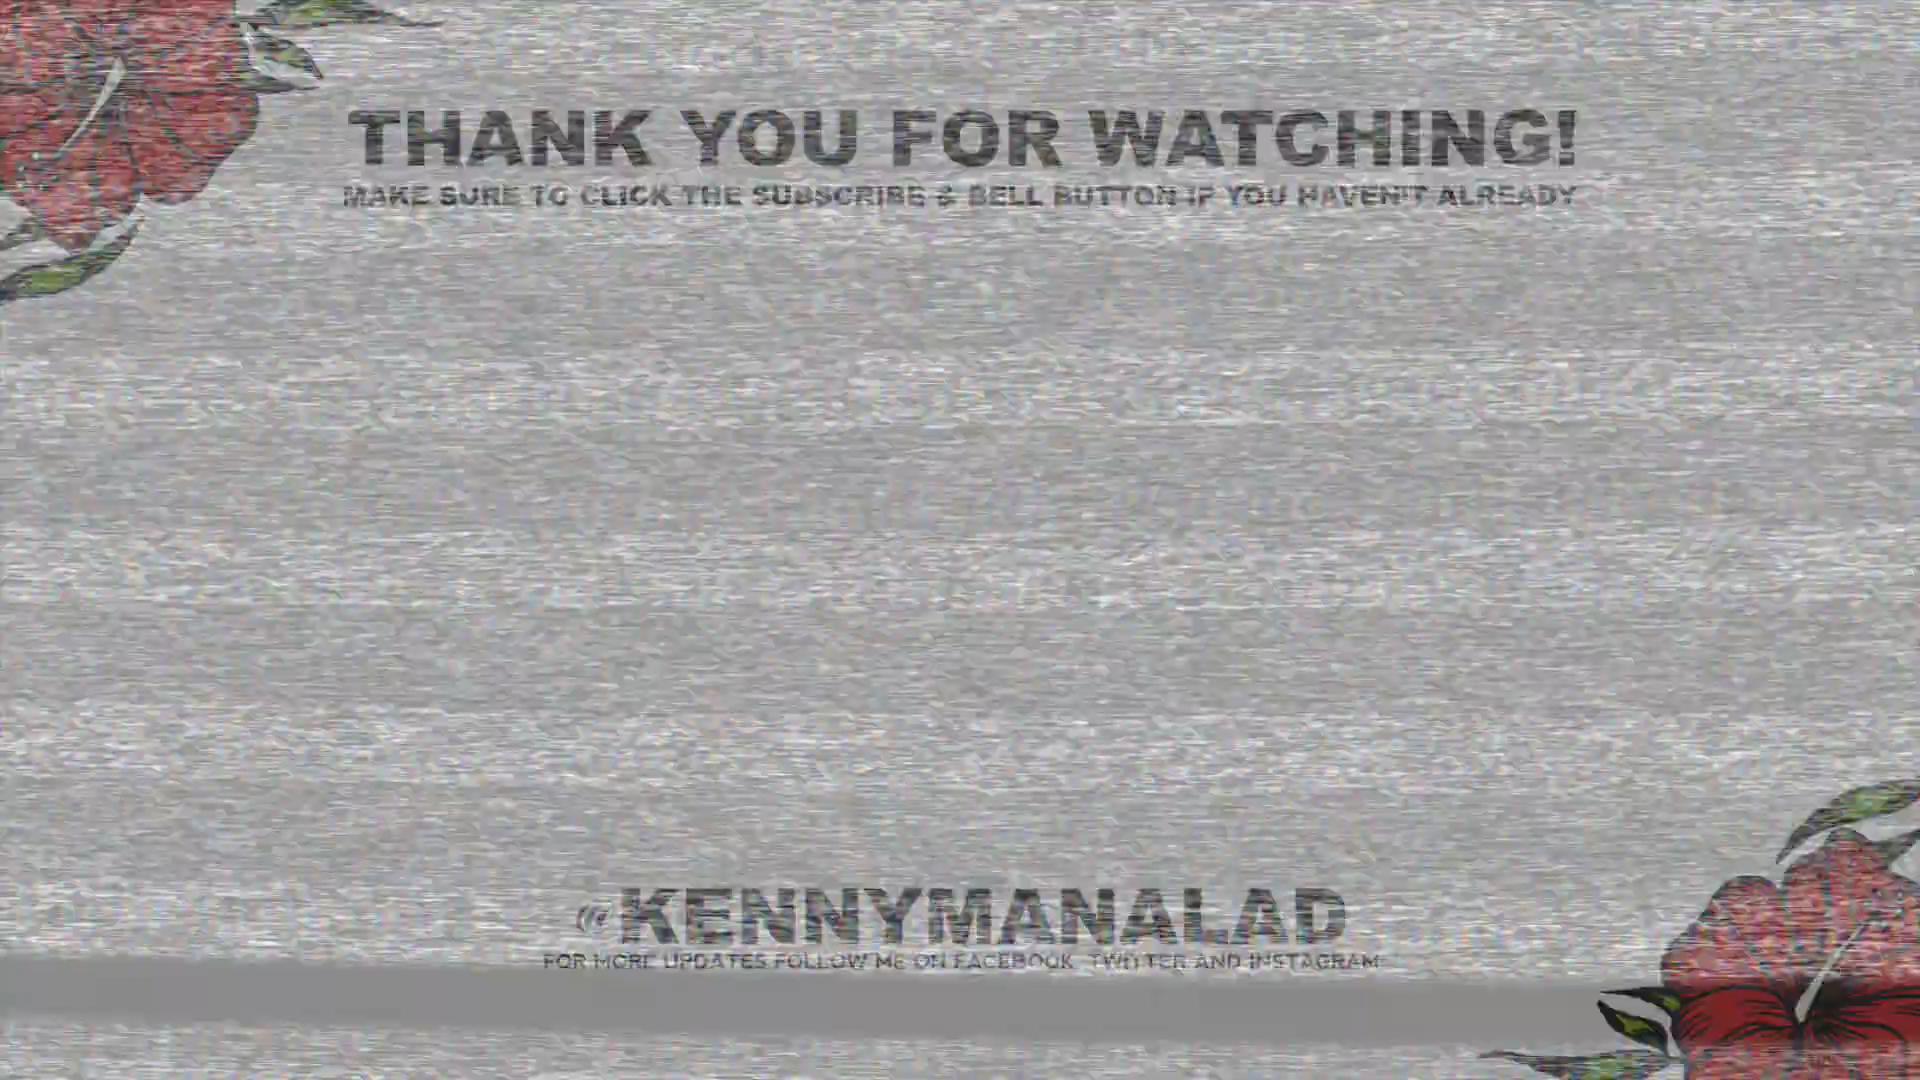 THANK YOU FOR WATCHING!
MAKE SURE TO CLICK THE SUBSCRIBE & BELL BUTTON IF YOU HAVEN'T ALREADY
@KENNYMANALAD
FOR MORE UPDATES FOLLOW ME ON FACEBOOK, TWITTER AND INSTAGRAM